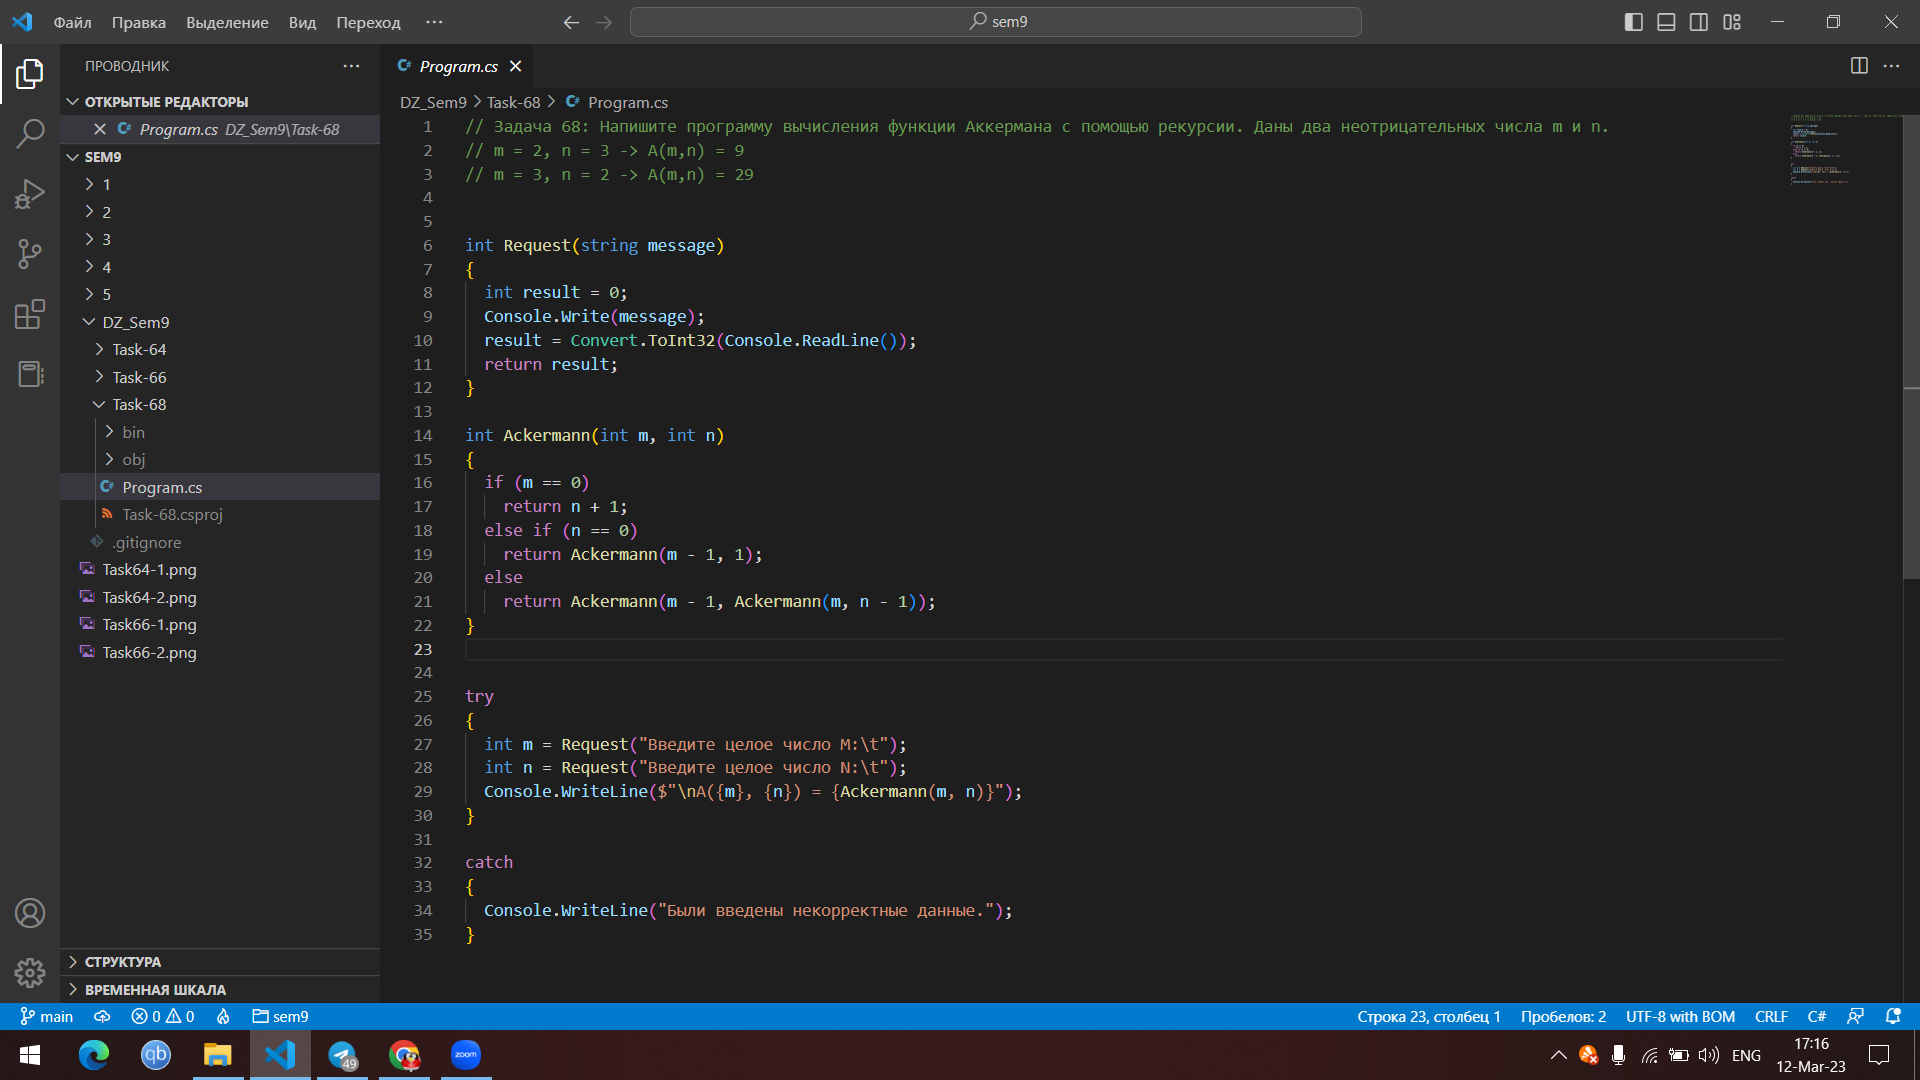 Файл Правка Выделение Вид Переход ··· sem9
ПРОВОДНИК ···
ОТКРЫТЫЕ РЕДАКТОРЫ
Program.cs DZ_Sem9\Task-68
SEM9
1
2
3
4
5
DZ_Sem9
Task-64
Task-66
Task-68
bin
obj
Program.cs
Task-68.csproj
.gitignore
Task64-1.png
Task64-2.png
Task66-1.png
Task66-2.png
СТРУКТУРА
ВРЕМЕННАЯ ШКАЛА
Program.cs
DZ_Sem9 > Task-68 > Program.cs
1 // Задача 68: Напишите программу вычисления функции Аккермана с помощью рекурсии. Даны два неотрицательных числа m и n.
2 // m = 2, n = 3 -> A(m,n) = 9
3 // m = 3, n = 2 -> A(m,n) = 29
4
5
6 int Request(string message)
7 {
8 int result = 0;
9 Console.Write(message);
10 result = Convert.ToInt32(Console.ReadLine());
11 return result;
12 }
13
14 int Ackermann(int m, int n)
15 {
16 if (m == 0)
17 return n + 1;
18 else if (n == 0)
19 return Ackermann(m - 1, 1);
20 else
21 return Ackermann(m - 1, Ackermann(m, n - 1));
22 }
23
24
25 try
26 {
27 int m = Request("Введите целое число M:\t");
28 int n = Request("Введите целое число N:\t");
29 Console.WriteLine($"\nA({m}, {n}) = {Ackermann(m, n)}");
30 }
31
32 catch
33 {
34 Console.WriteLine("Были введены некорректные данные.");
35 }
main 0 0 sem9 Строка 23, столбец 1 Пробелов: 2 UTF-8 with BOM CRLF C#
qb 49 zoom ENG 17:16
12-Mar-23